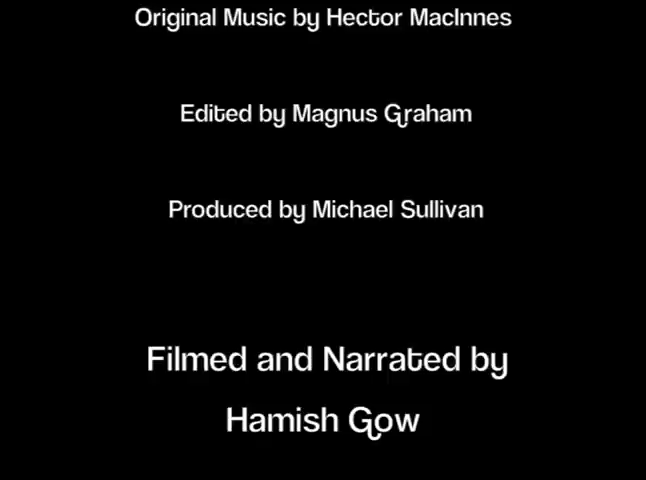 Original Music by Hector MacInnes
Edited by Magnus Graham
Produced by Michael Sullivan
Filmed and Narrated by
Hamish Gow